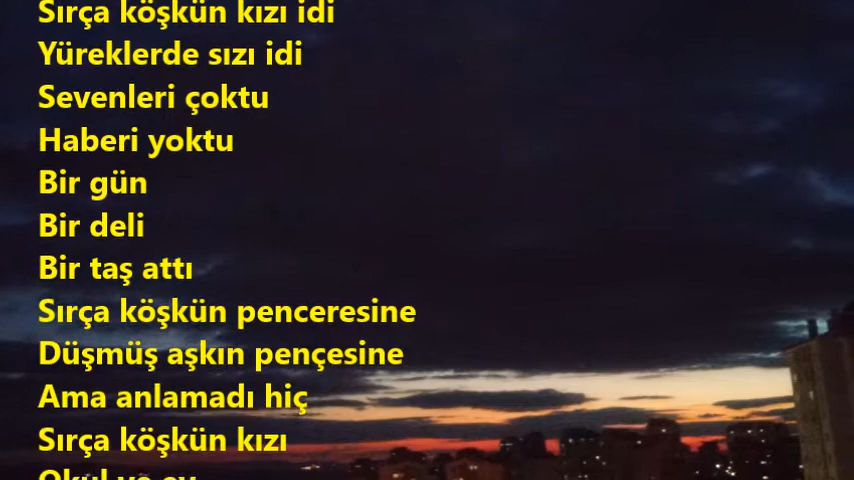 Sırça köşkün kızı idi
Yüreklerde sızı idi
Sevenleri çoktu
Haberi yoktu
Bir gün
Bir deli
Bir taş attı
Sırça köşkün penceresine
Düşmüş aşkın pençesine
Ama anlamadı hiç
Sırça köşkün kızı
Okul ve ev